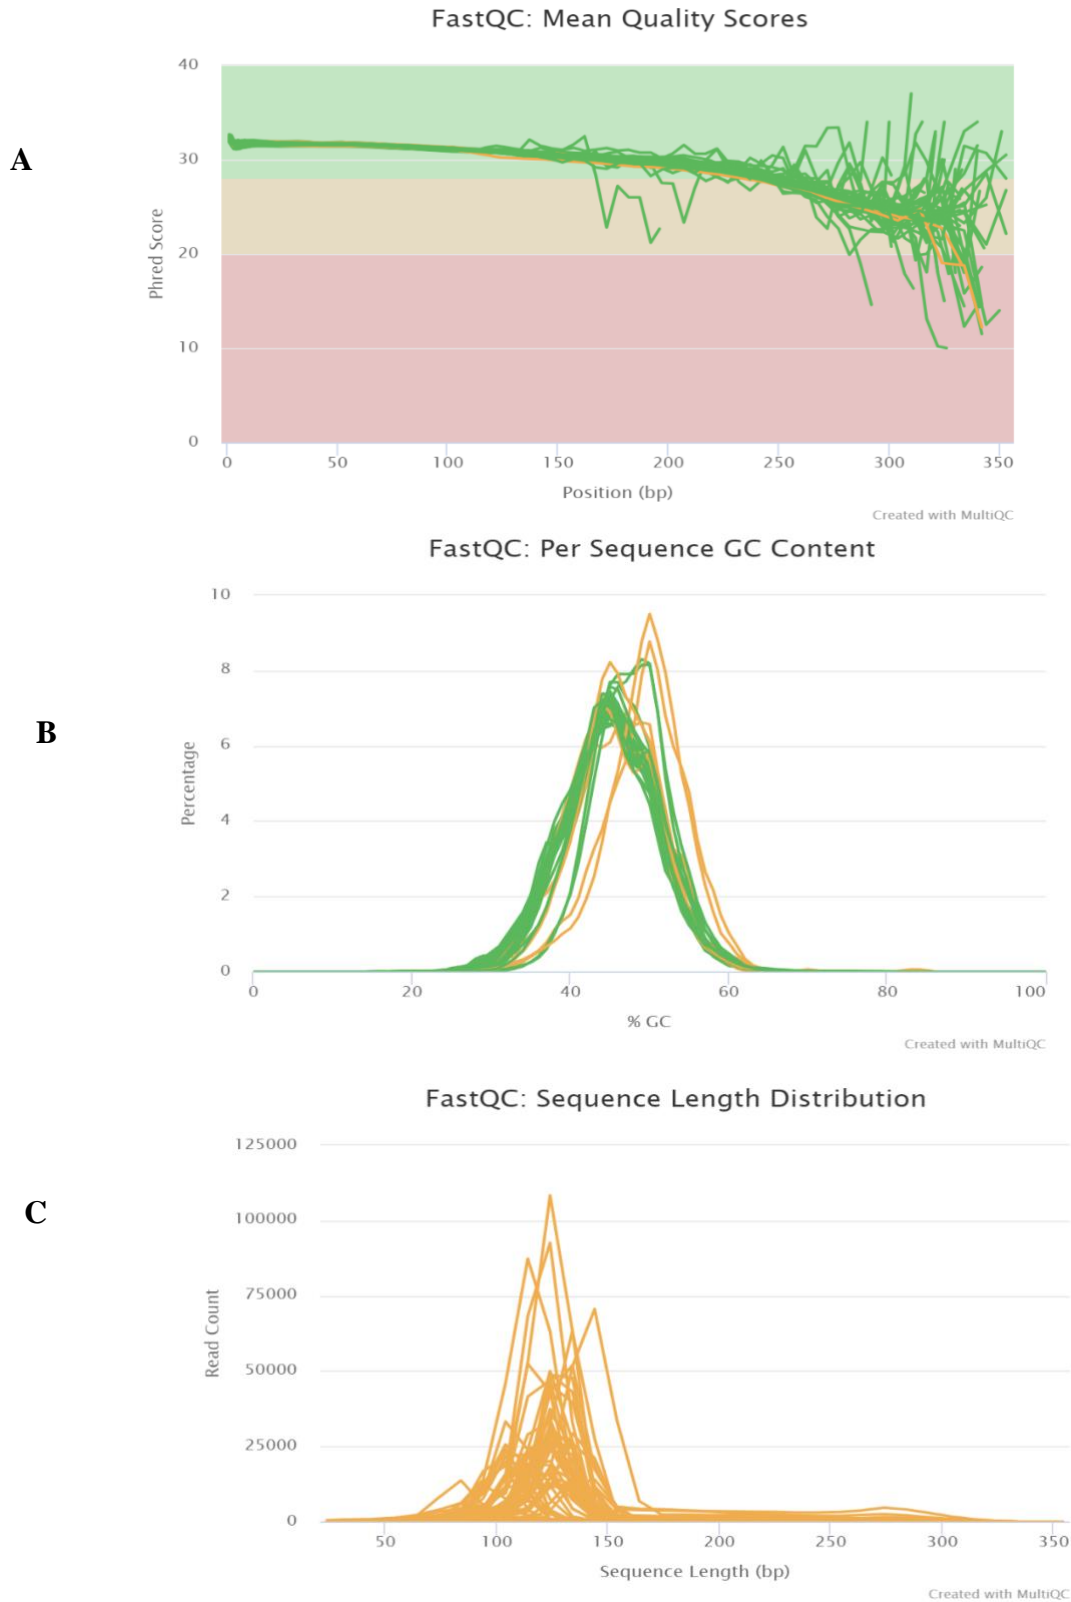 FastQC: Mean Quality Scores
A
Phred Score
40
30
20
10
0
0 50 100 150 200 250 300 350
Position (bp)
Created with MultiQC
FastQC: Per Sequence GC Content
B
Percentage
10
8
6
4
2
0
0 20 40 60 80 100
% GC
Created with MultiQC
FastQC: Sequence Length Distribution
C
Read Count
125000
100000
75000
50000
25000
0
50 100 150 200 250 300 350
Sequence Length (bp)
Created with MultiQC